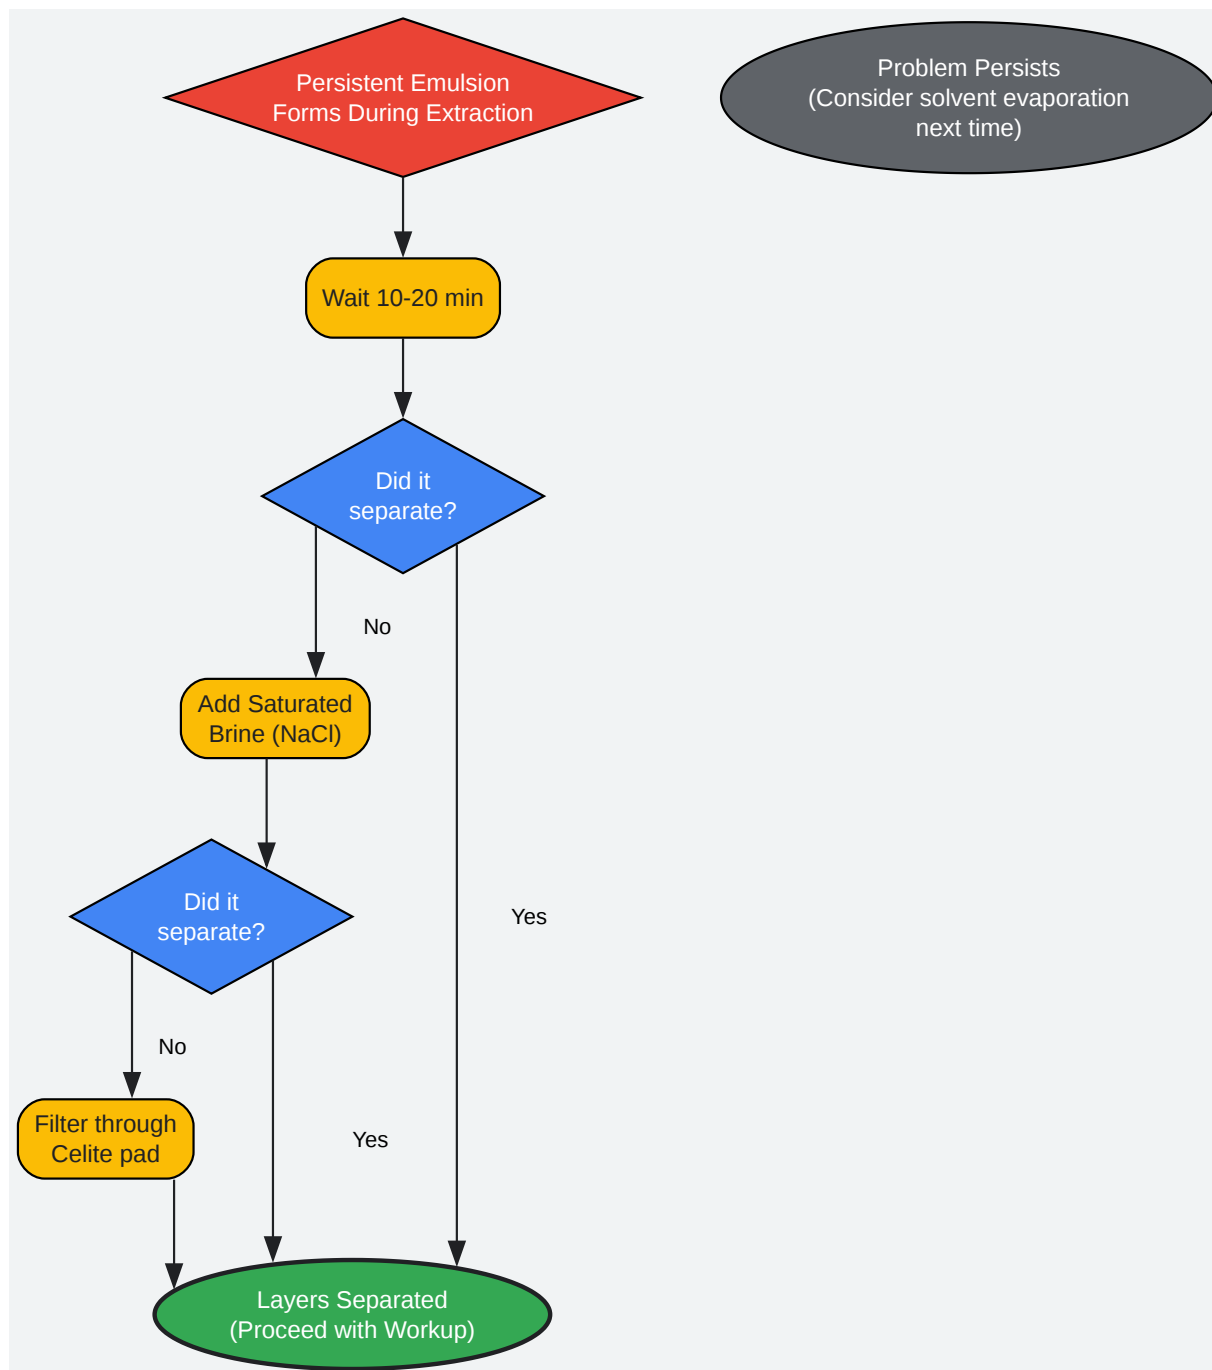 Persistent Emulsion
Forms During Extraction
Problem Persists
(Consider solvent evaporation
next time)
Wait 10-20 min
Did it
separate?
No
Add Saturated
Brine (NaCl)
Did it
separate?
Yes
No
Filter through
Celite pad
Yes
Layers Separated
(Proceed with Workup)